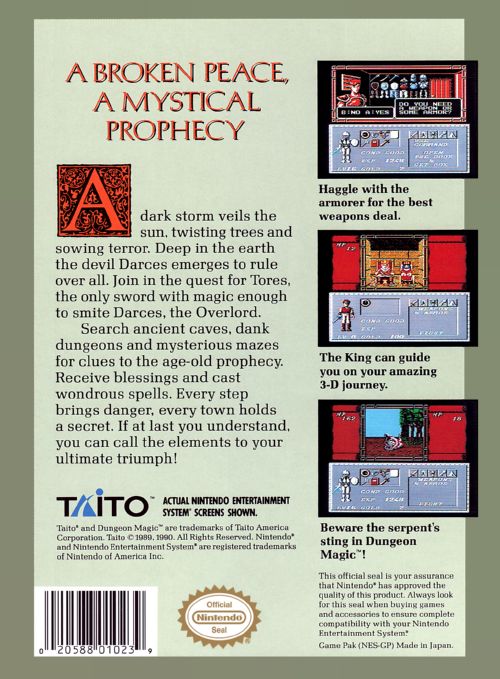 A BROKEN PEACE,
A MYSTICAL
PROPHECY
A dark storm veils the
sun, twisting trees and
sowing terror. Deep in the earth
the devil Darces emerges to rule
over all. Join in the quest for Tores,
the only sword with magic enough
to smite Darces, the Overlord.
Search ancient caves, dank
dungeons and mysterious mazes
for clues to the age-old prophecy.
Receive blessings and cast
wondrous spells. Every step
brings danger, every town holds
a secret. If at last you understand,
you can call the elements to your
ultimate triumph!
TAITO™
ACTUAL NINTENDO ENTERTAINMENT
SYSTEM® SCREENS SHOWN.
Taito® and Dungeon Magic™ are trademarks of Taito America
Corporation. Taito © 1989, 1990. All Rights Reserved. Nintendo®
and Nintendo Entertainment System® are registered trademarks
of Nintendo of America Inc.
0 20588 01023 9
Official
Nintendo
Seal
DO YOU NEED
A WEAPON OR
SOME ARMOR?
COND GOOD
Haggle with the
armorer for the best
weapons deal.
COND GOOD
FIGHT
The King can guide
you on your amazing
3-D journey.
COND GOOD
FIGHT
Beware the serpent's
sting in Dungeon
Magic™!
This official seal is your assurance
that Nintendo® has approved the
quality of this product. Always look
for this seal when buying games
and accessories to ensure complete
compatibility with your Nintendo
Entertainment System®.
Game Pak (NES-GP) Made in Japan.